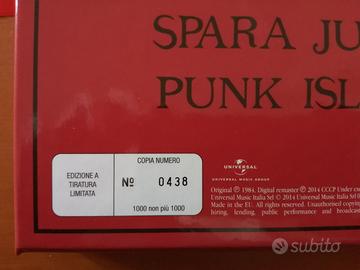 SPARA JU
PUNK ISL
EDIZIONE A
TIRATURA
LIMITATA
COPIA NUMERO
Nº 0438
1000 non più 1000
UNIVERSAL
UNIVERSAL MUSIC GROUP
Original ℗ 1984, Digital remaster ℗ 2014 CCCP Under exc
Universal Music Italia Srl © 2014 Universal Music Italia Srl
Made in the EU. All rights reserved. Unauthorised copying
hiring, lending, public performance and broadcast
subito